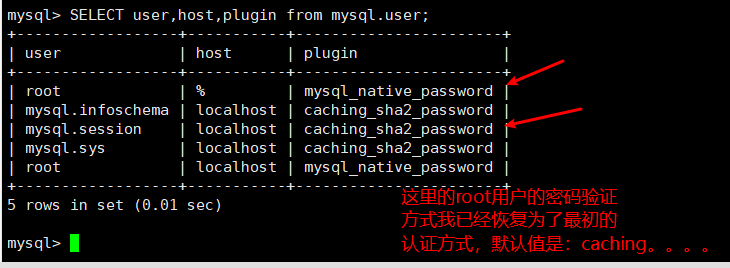 mysql> SELECT user,host,plugin from mysql.user;
+------------------+-----------+-----------------------+
| user | host | plugin |
+------------------+-----------+-----------------------+
| root | % | mysql_native_password |
| mysql.infoschema | localhost | caching_sha2_password |
| mysql.session | localhost | caching_sha2_password |
| mysql.sys | localhost | caching_sha2_password |
| root | localhost | mysql_native_password |
+------------------+-----------+-----------------------+
5 rows in set (0.01 sec)
mysql>
这里的root用户的密码验证
方式我已经恢复为了最初的
认证方式，默认值是：caching。。。。